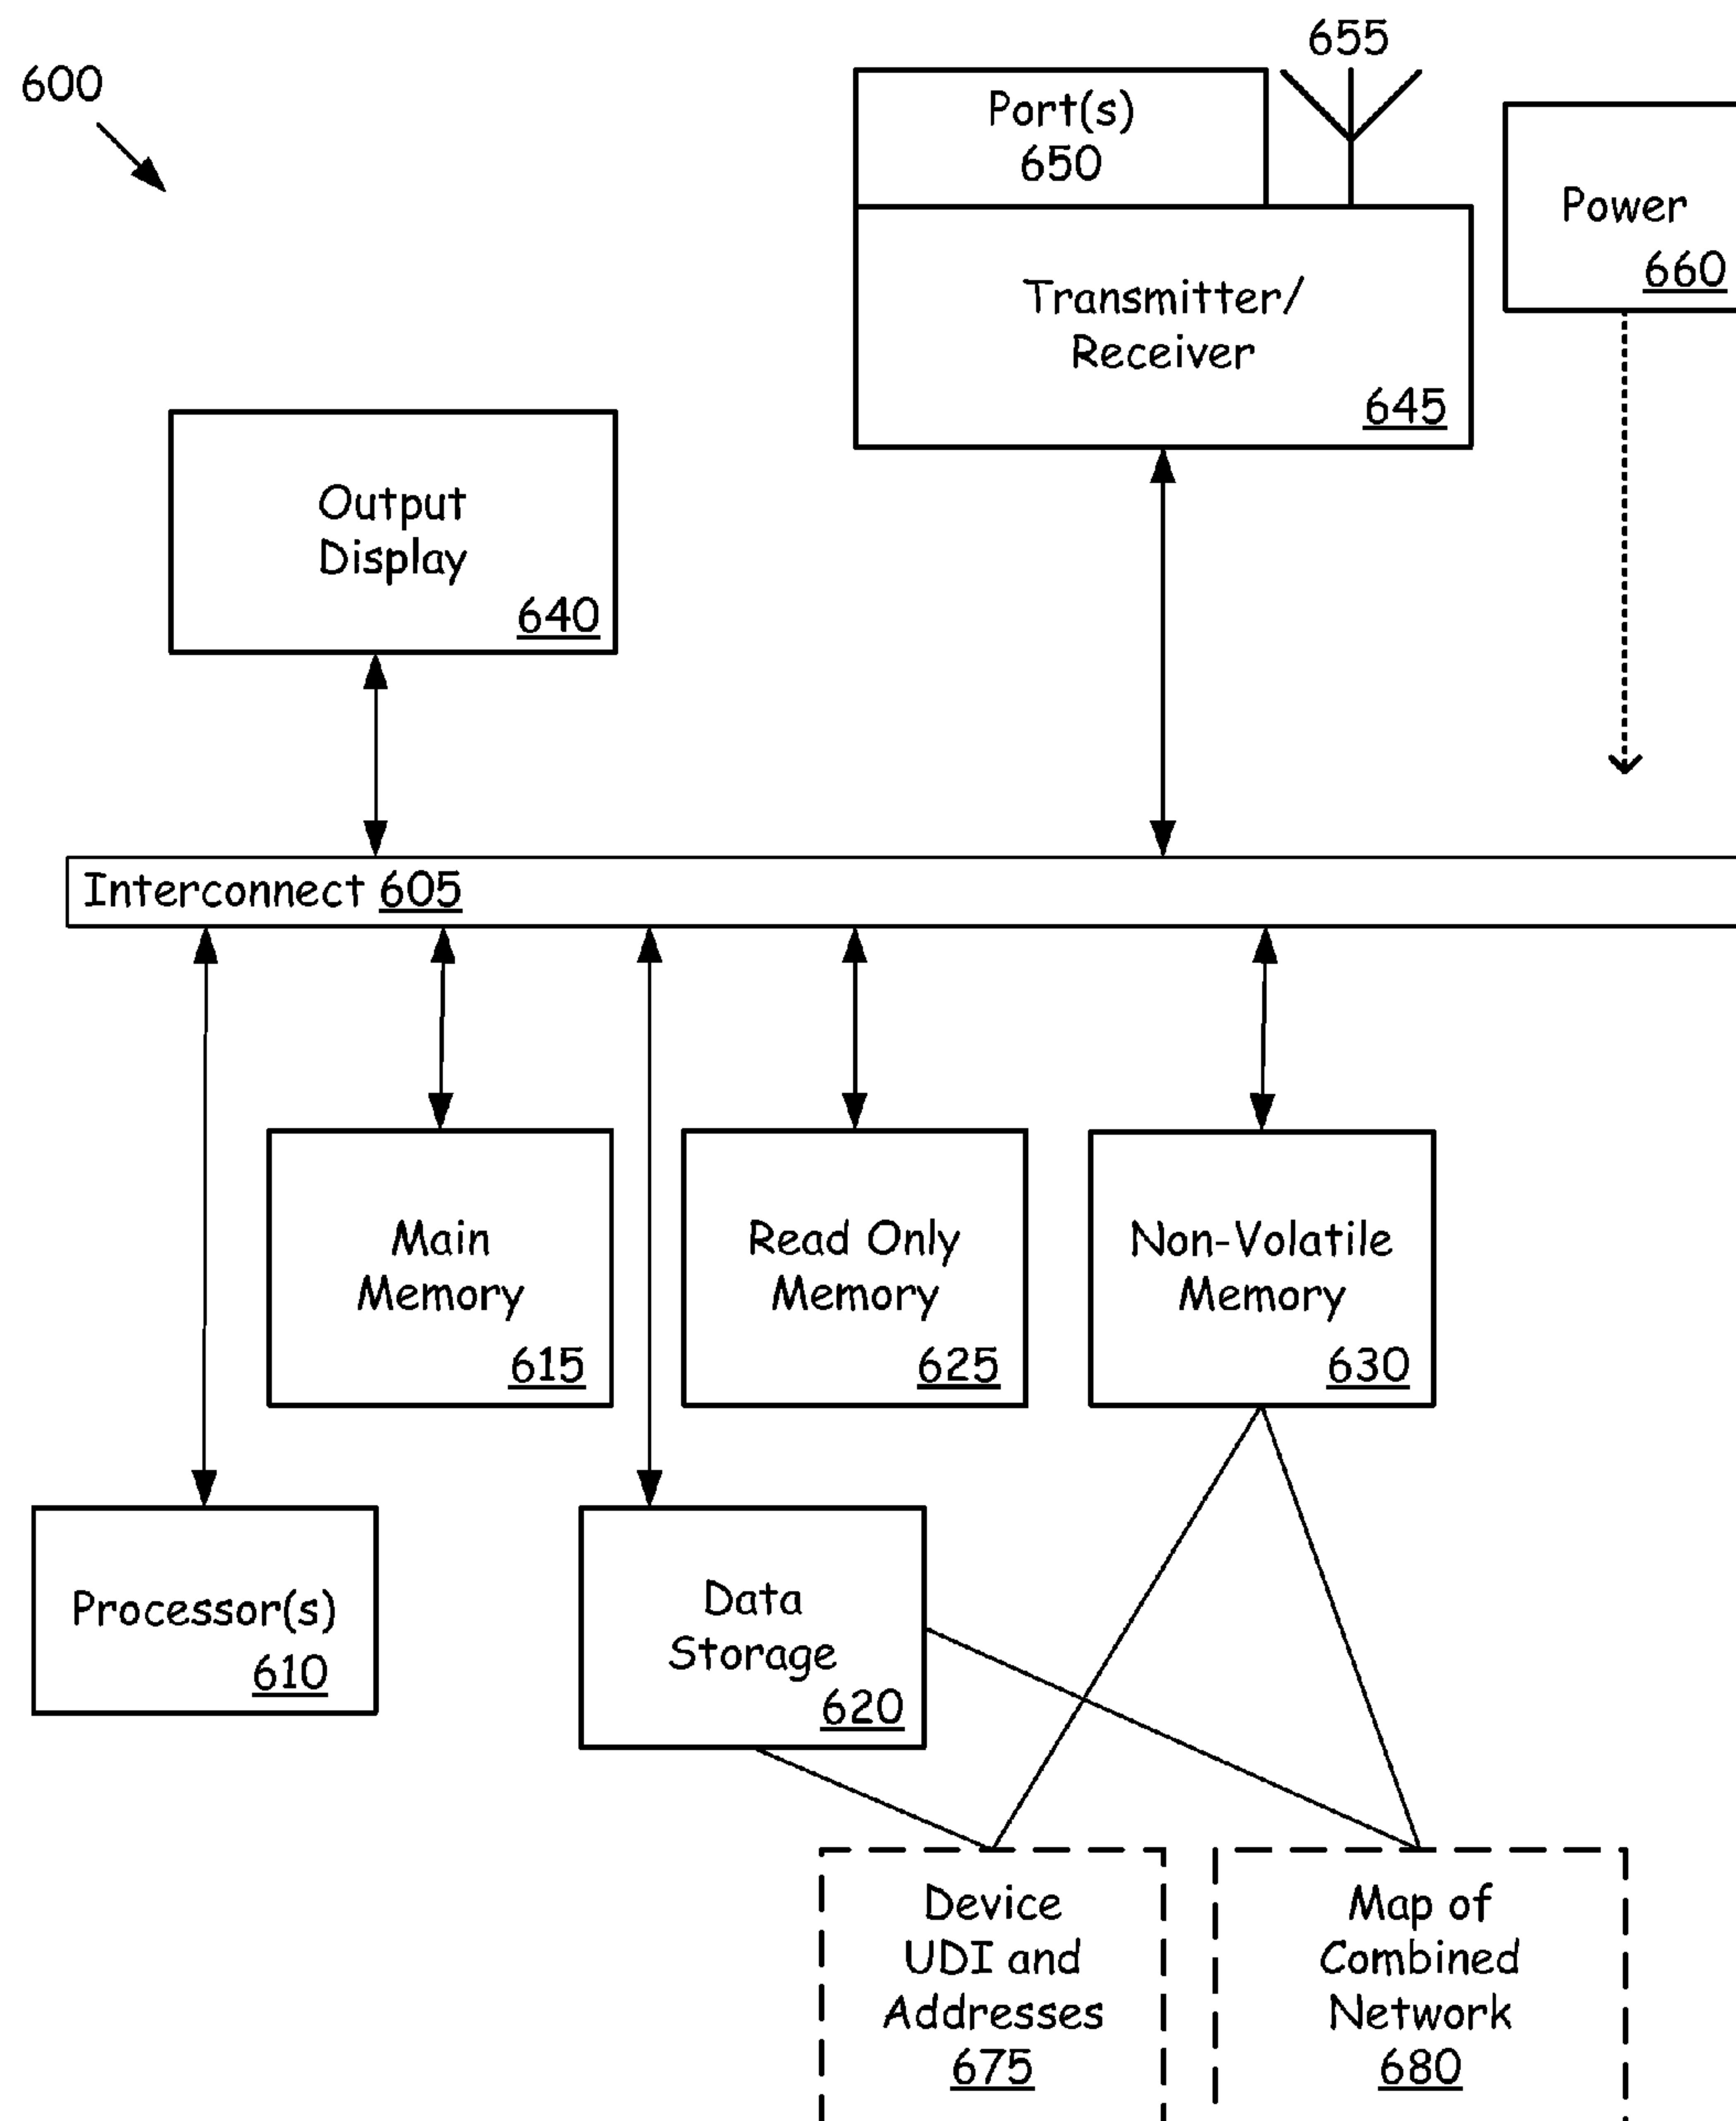 600
655
Port(s)
650
Power
660
Transmitter/
Receiver
645
Output
Display
640
Interconnect 605
Main
Memory
615
Read Only
Memory
625
Non-Volatile
Memory
630
Processor(s)
610
Data
Storage
620
Device
UDI and
Addresses
675
Map of
Combined
Network
680